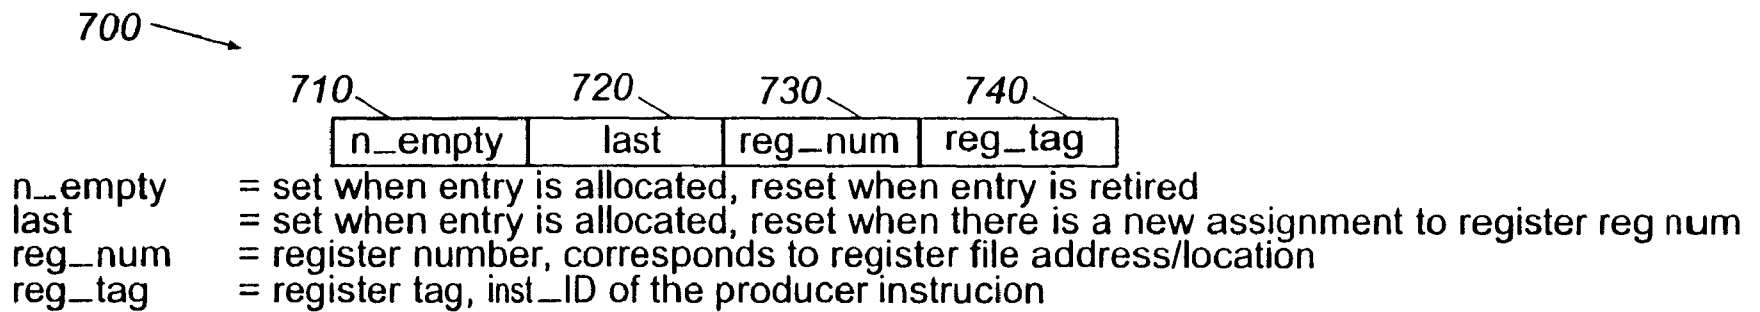 700
710 720 730 740
n_empty last reg_num reg_tag
n_empty = set when entry is allocated, reset when entry is retired
last = set when entry is allocated, reset when there is a new assignment to register reg num
reg_num = register number, corresponds to register file address/location
reg_tag = register tag, inst_ID of the producer instrucion